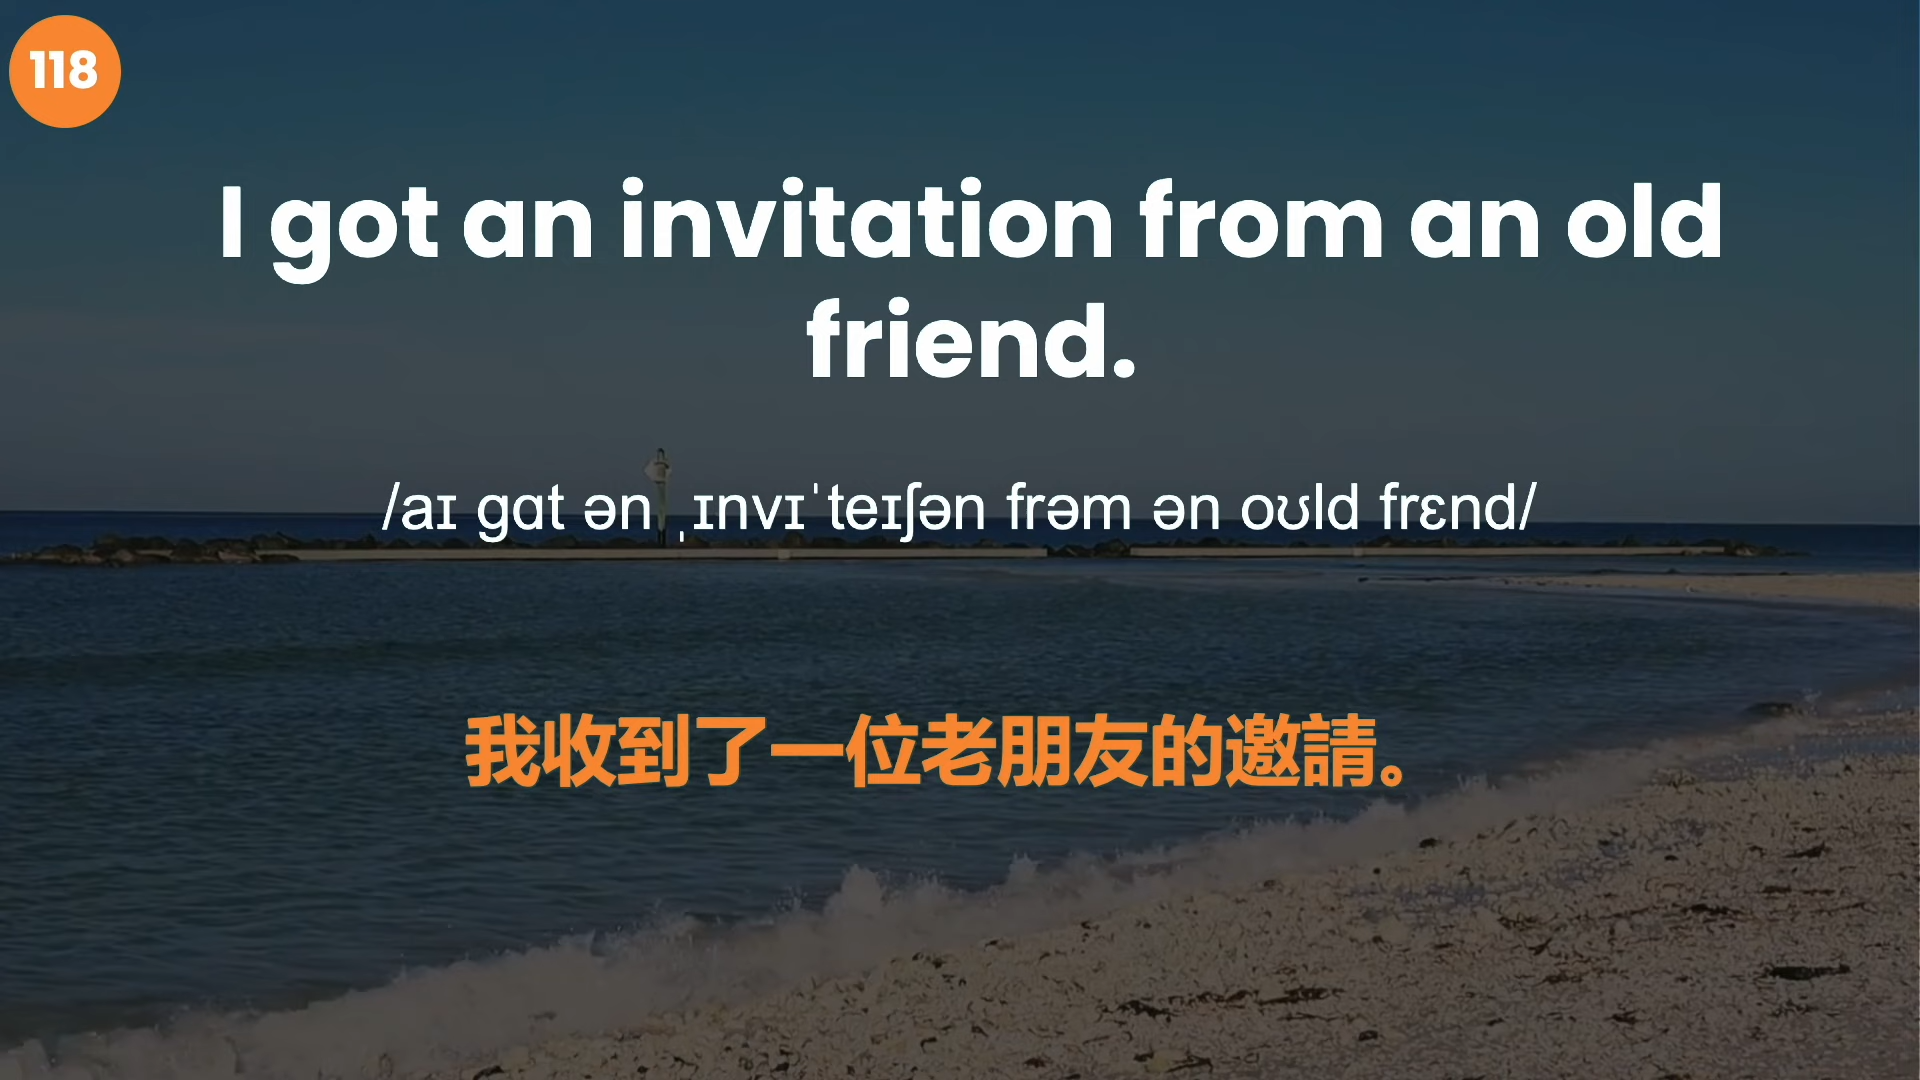 118
I got an invitation from an old
friend.
/aɪ gɑt ən ˌɪnvɪˈteɪʃən frəm ən oʊld frɛnd/
我收到了一位老朋友的邀請。